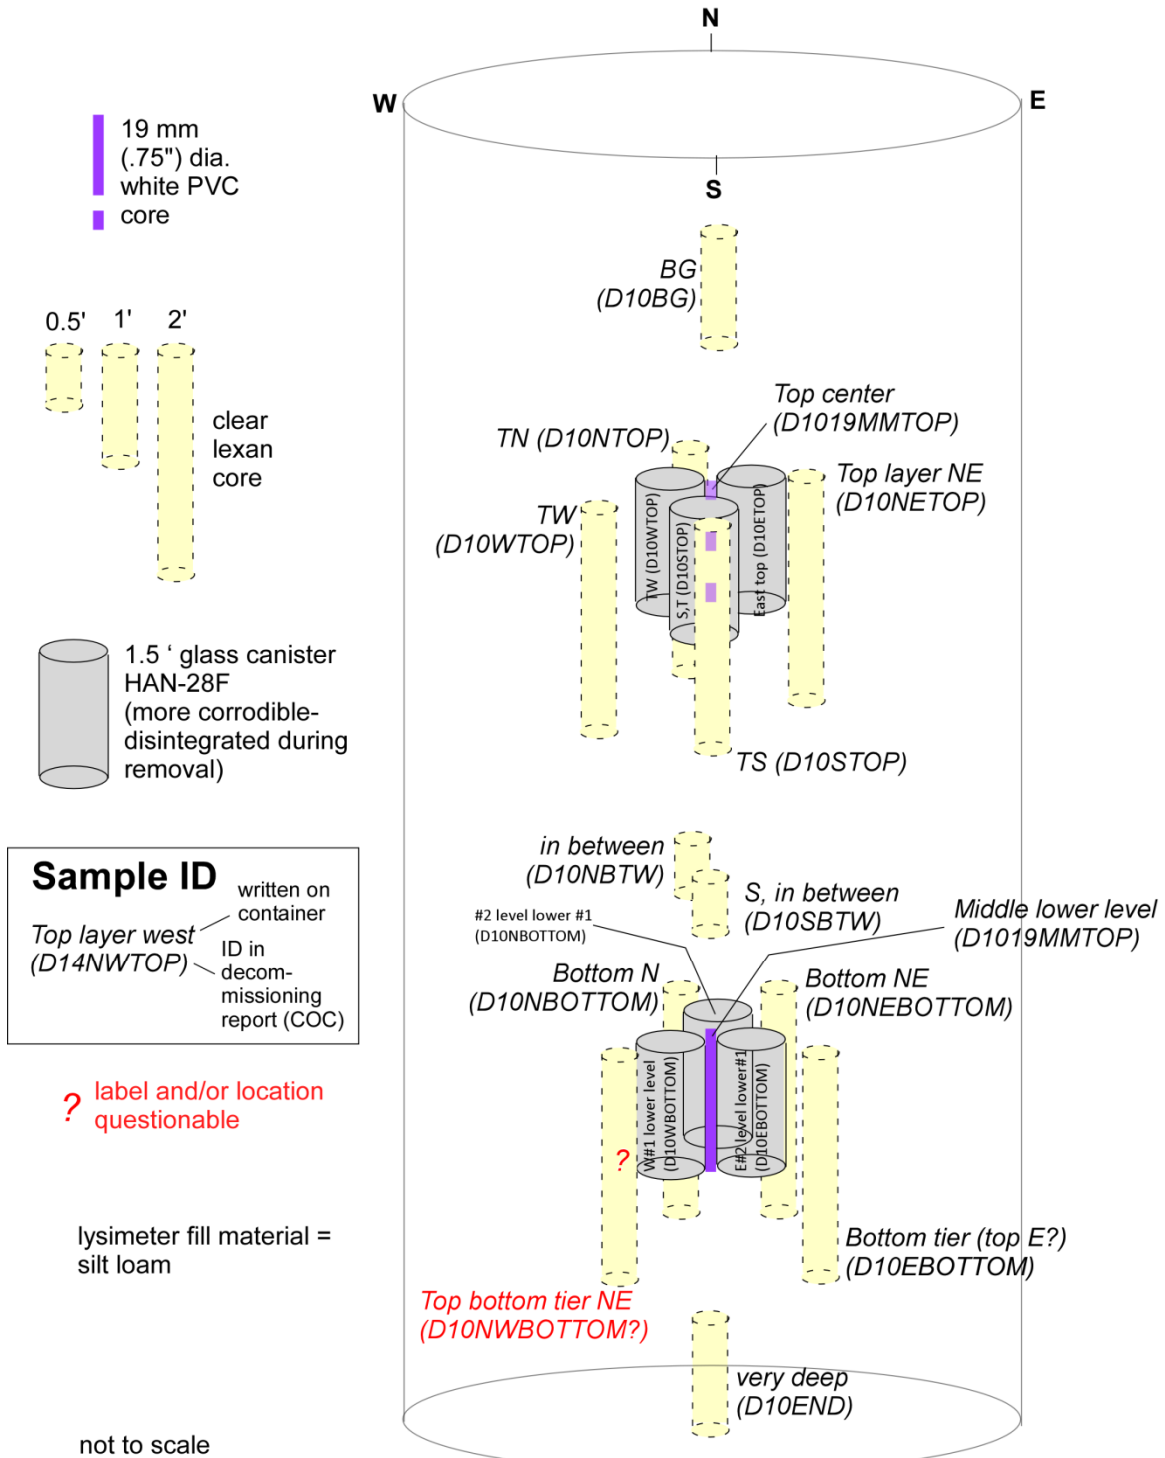 N
W
E
S
19 mm
(.75") dia.
white PVC
core
0.5'
1'
2'
clear
lexan
core
1.5 ‘ glass canister
HAN-28F
(more corrodible-
disintegrated during
removal)
Sample ID
written on
container
Top layer west
(D14NWTOP)
ID in
decom-
missioning
report (COC)
? label and/or location
questionable
lysimeter fill material =
silt loam
not to scale
BG
(D10BG)
Top center
(D1019MMTOP)
TN (D10NTOP)
Top layer NE
(D10NETOP)
TW
(D10WTOP)
TW (D10WTOP)
S,T (D10STOP)
East top (D10ETOP)
TS (D10STOP)
in between
(D10NBTW)
S, in between
(D10SBTW)
#2 level lower #1
(D10NBOTTOM)
Middle lower level
(D1019MMTOP)
Bottom N
(D10NBOTTOM)
Bottom NE
(D10NEBOTTOM)
W#1 lower level
(D10WBOTTOM)
E#2 level lower#1
(D10EBOTTOM)
?
Bottom tier (top E?)
(D10EBOTTOM)
Top bottom tier NE
(D10NWBOTTOM?)
very deep
(D10END)